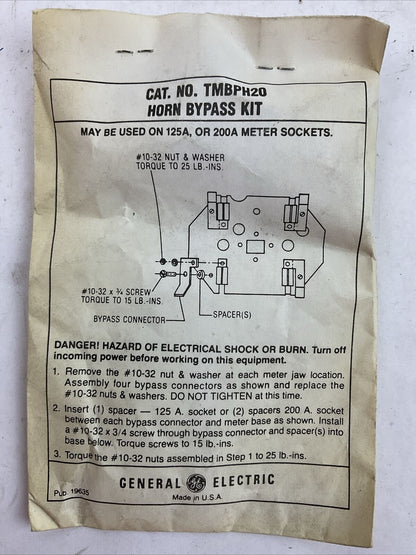 CAT. NO. TMBPH20
HORN BYPASS KIT
MAY BE USED ON 125A, OR 200A METER SOCKETS.
#10-32 NUT & WASHER
TORQUE TO 25 LB.-INS.
#10-32 x ¾ SCREW
TORQUE TO 15 LB.-INS.
BYPASS CONNECTOR
SPACER(S)
DANGER! HAZARD OF ELECTRICAL SHOCK OR BURN. Turn off
incoming power before working on this equipment.
1. Remove the #10-32 nut & washer at each meter jaw location.
Assembly four bypass connectors as shown and replace the
#10-32 nuts & washers. DO NOT TIGHTEN at this time.
2. Insert (1) spacer — 125 A. socket or (2) spacers 200 A. socket
between each bypass connector and meter base as shown. Install
a #10-32 x 3/4 screw through bypass connector and spacer(s) into
base below. Torque screws to 15 lb.-ins.
3. Torque the #10-32 nuts assembled in Step 1 to 25 lb.-ins.
GENERAL GE ELECTRIC
Pub. 19635
Made in U.S.A.